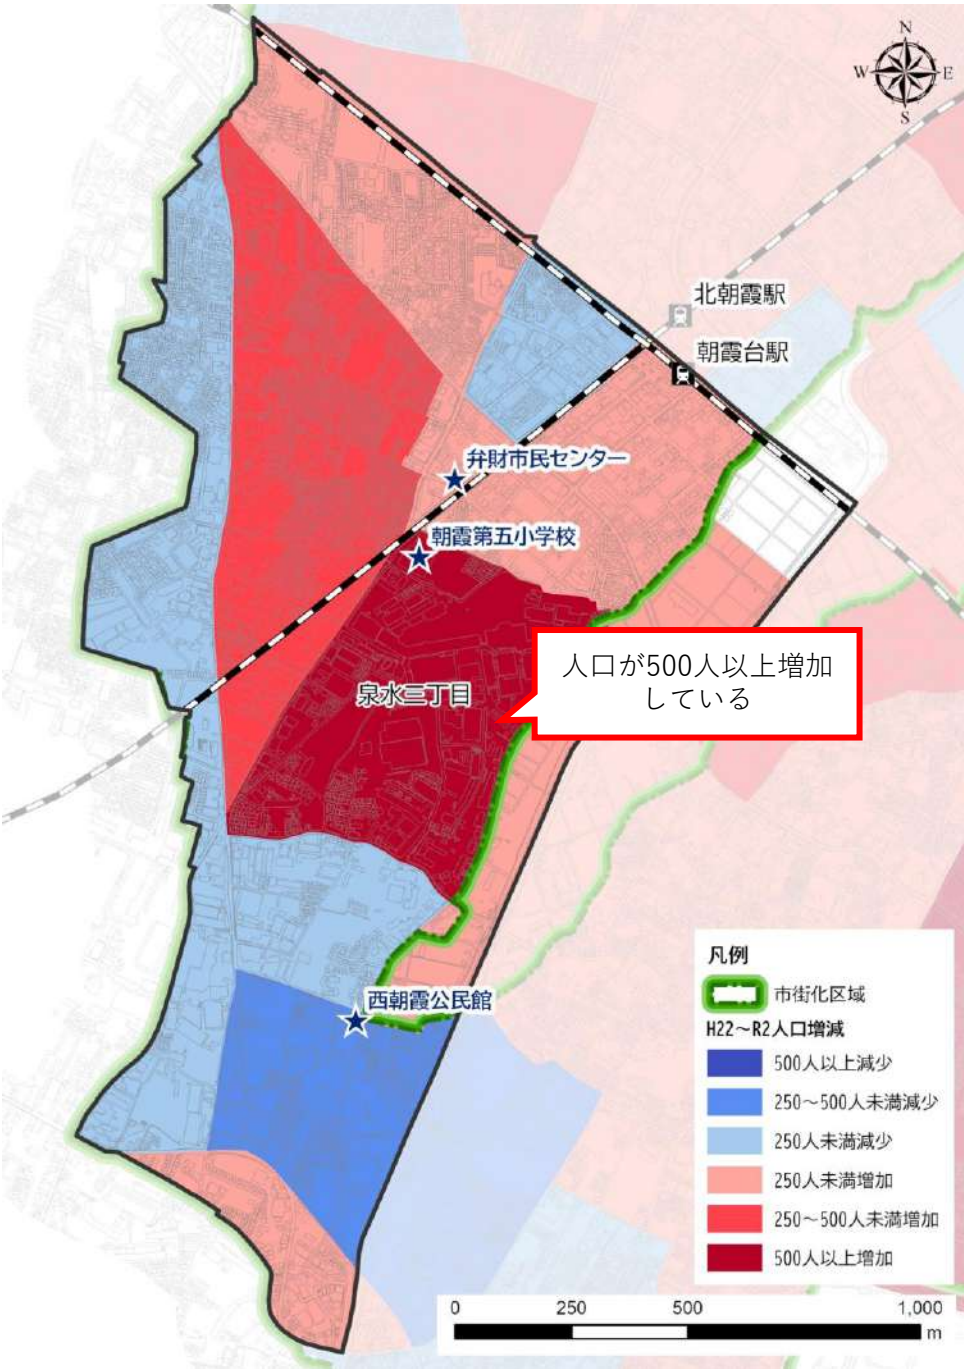 N
W E
S
北朝霞駅
朝霞台駅
弁財市民センター
朝霞第五小学校
人口が500人以上増加
している
泉水三丁目
西朝霞公民館
凡例
市街化区域
H22～R2人口増減
500人以上減少
250～500人未満減少
250人未満減少
250人未満増加
250～500人未満増加
500人以上増加
0 250 500 1,000
m